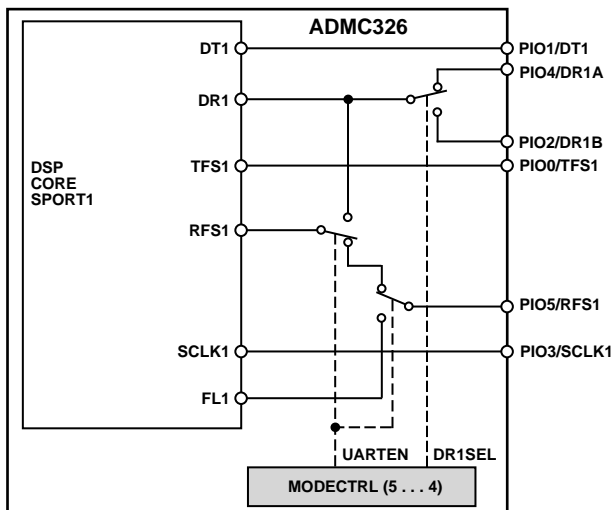 ADMC326
DT1
PIO1/DT1
PIO4/DR1A
DR1
PIO2/DR1B
DSP
CORE
SPORT1
TFS1
PIO0/TFS1
RFS1
PIO5/RFS1
SCLK1
PIO3/SCLK1
FL1
UARTEN
DR1SEL
MODECTRL (5 . . . 4)